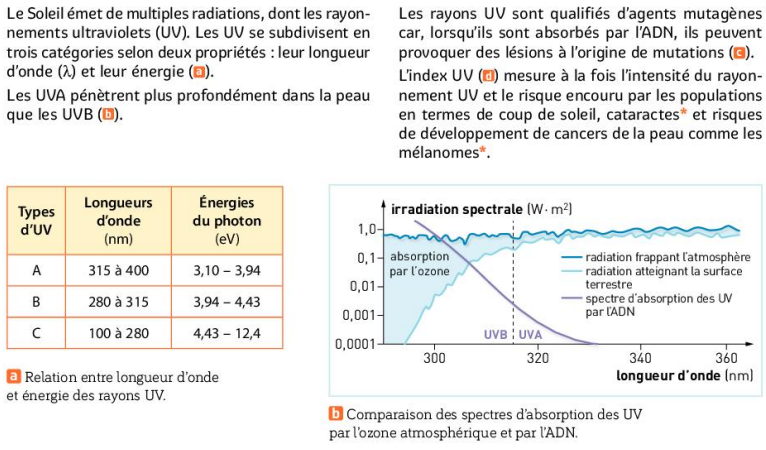 Le Soleil émet de multiples radiations, dont les rayon-
nements ultraviolets (UV). Les UV se subdivisent en
trois catégories selon deux propriétés : leur longueur
d'onde (λ) et leur énergie (a).
Les UVA pénètrent plus profondément dans la peau
que les UVB (b).
Les rayons UV sont qualifiés d'agents mutagènes
car, lorsqu'ils sont absorbés par l'ADN, ils peuvent
provoquer des lésions à l'origine de mutations (c).
L'index UV (d) mesure à la fois l'intensité du rayon-
nement UV et le risque encouru par les populations
en termes de coup de soleil, cataractes* et risques
de développement de cancers de la peau comme les
mélanomes*.
Types d'UV
Longueurs d'onde (nm)
Énergies du photon (eV)
A 315 à 400 3,10 – 3,94
B 280 à 315 3,94 – 4,43
C 100 à 280 4,43 – 12,4
a Relation entre longueur d'onde
et énergie des rayons UV.
irradiation spectrale (W · m²)
1,0
0,1
0,01
0,001
0,0001
absorption
par l'ozone
radiation frappant l'atmosphère
radiation atteignant la surface
terrestre
spectre d'absorption des UV
par l'ADN
UVB UVA
300 320 340 360
longueur d'onde (nm)
b Comparaison des spectres d'absorption des UV
par l'ozone atmosphérique et par l'ADN.